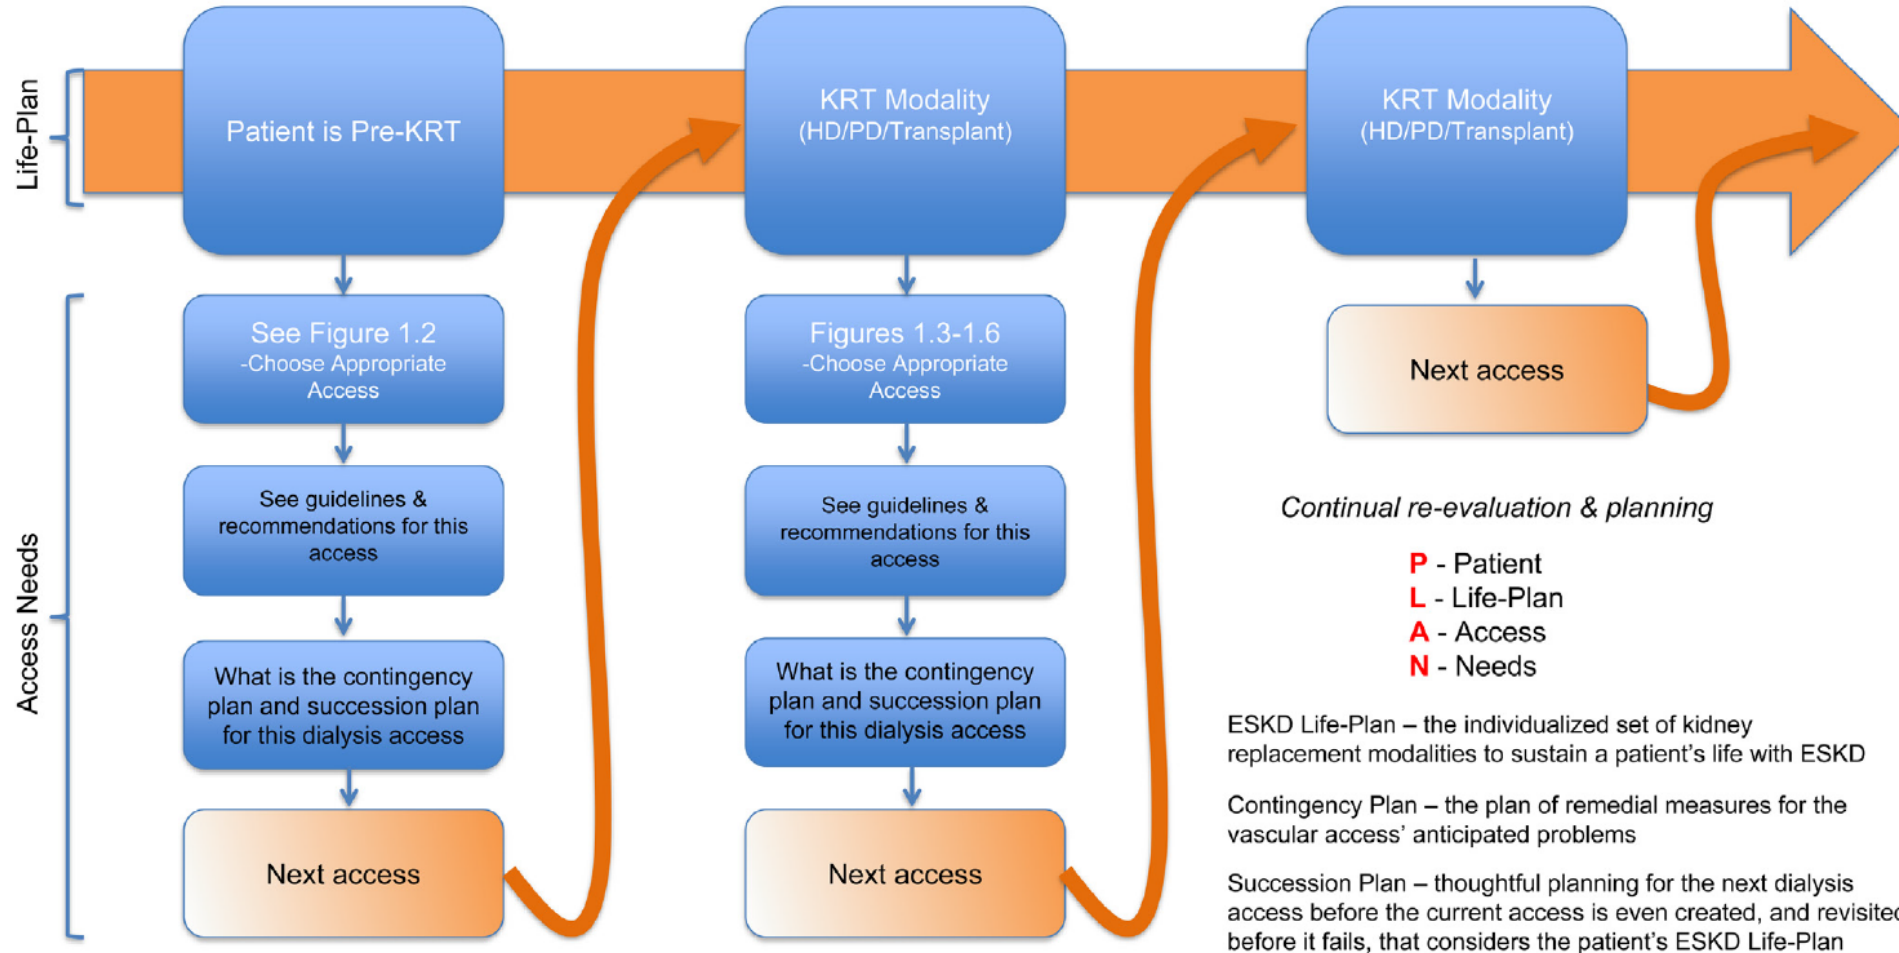 Life-Plan
Patient is Pre-KRT
KRT Modality
(HD/PD/Transplant)
KRT Modality
(HD/PD/Transplant)
Access Needs
See Figure 1.2
-Choose Appropriate
Access
See guidelines &
recommendations for this
access
What is the contingency
plan and succession plan
for this dialysis access
Next access
Figures 1.3-1.6
-Choose Appropriate
Access
See guidelines &
recommendations for this
access
What is the contingency
plan and succession plan
for this dialysis access
Next access
Next access
Continual re-evaluation & planning
P - Patient
L - Life-Plan
A - Access
N - Needs
ESKD Life-Plan – the individualized set of kidney
replacement modalities to sustain a patient's life with ESKD
Contingency Plan – the plan of remedial measures for the
vascular access' anticipated problems
Succession Plan – thoughtful planning for the next dialysis
access before the current access is even created, and revisited
before it fails, that considers the patient's ESKD Life-Plan